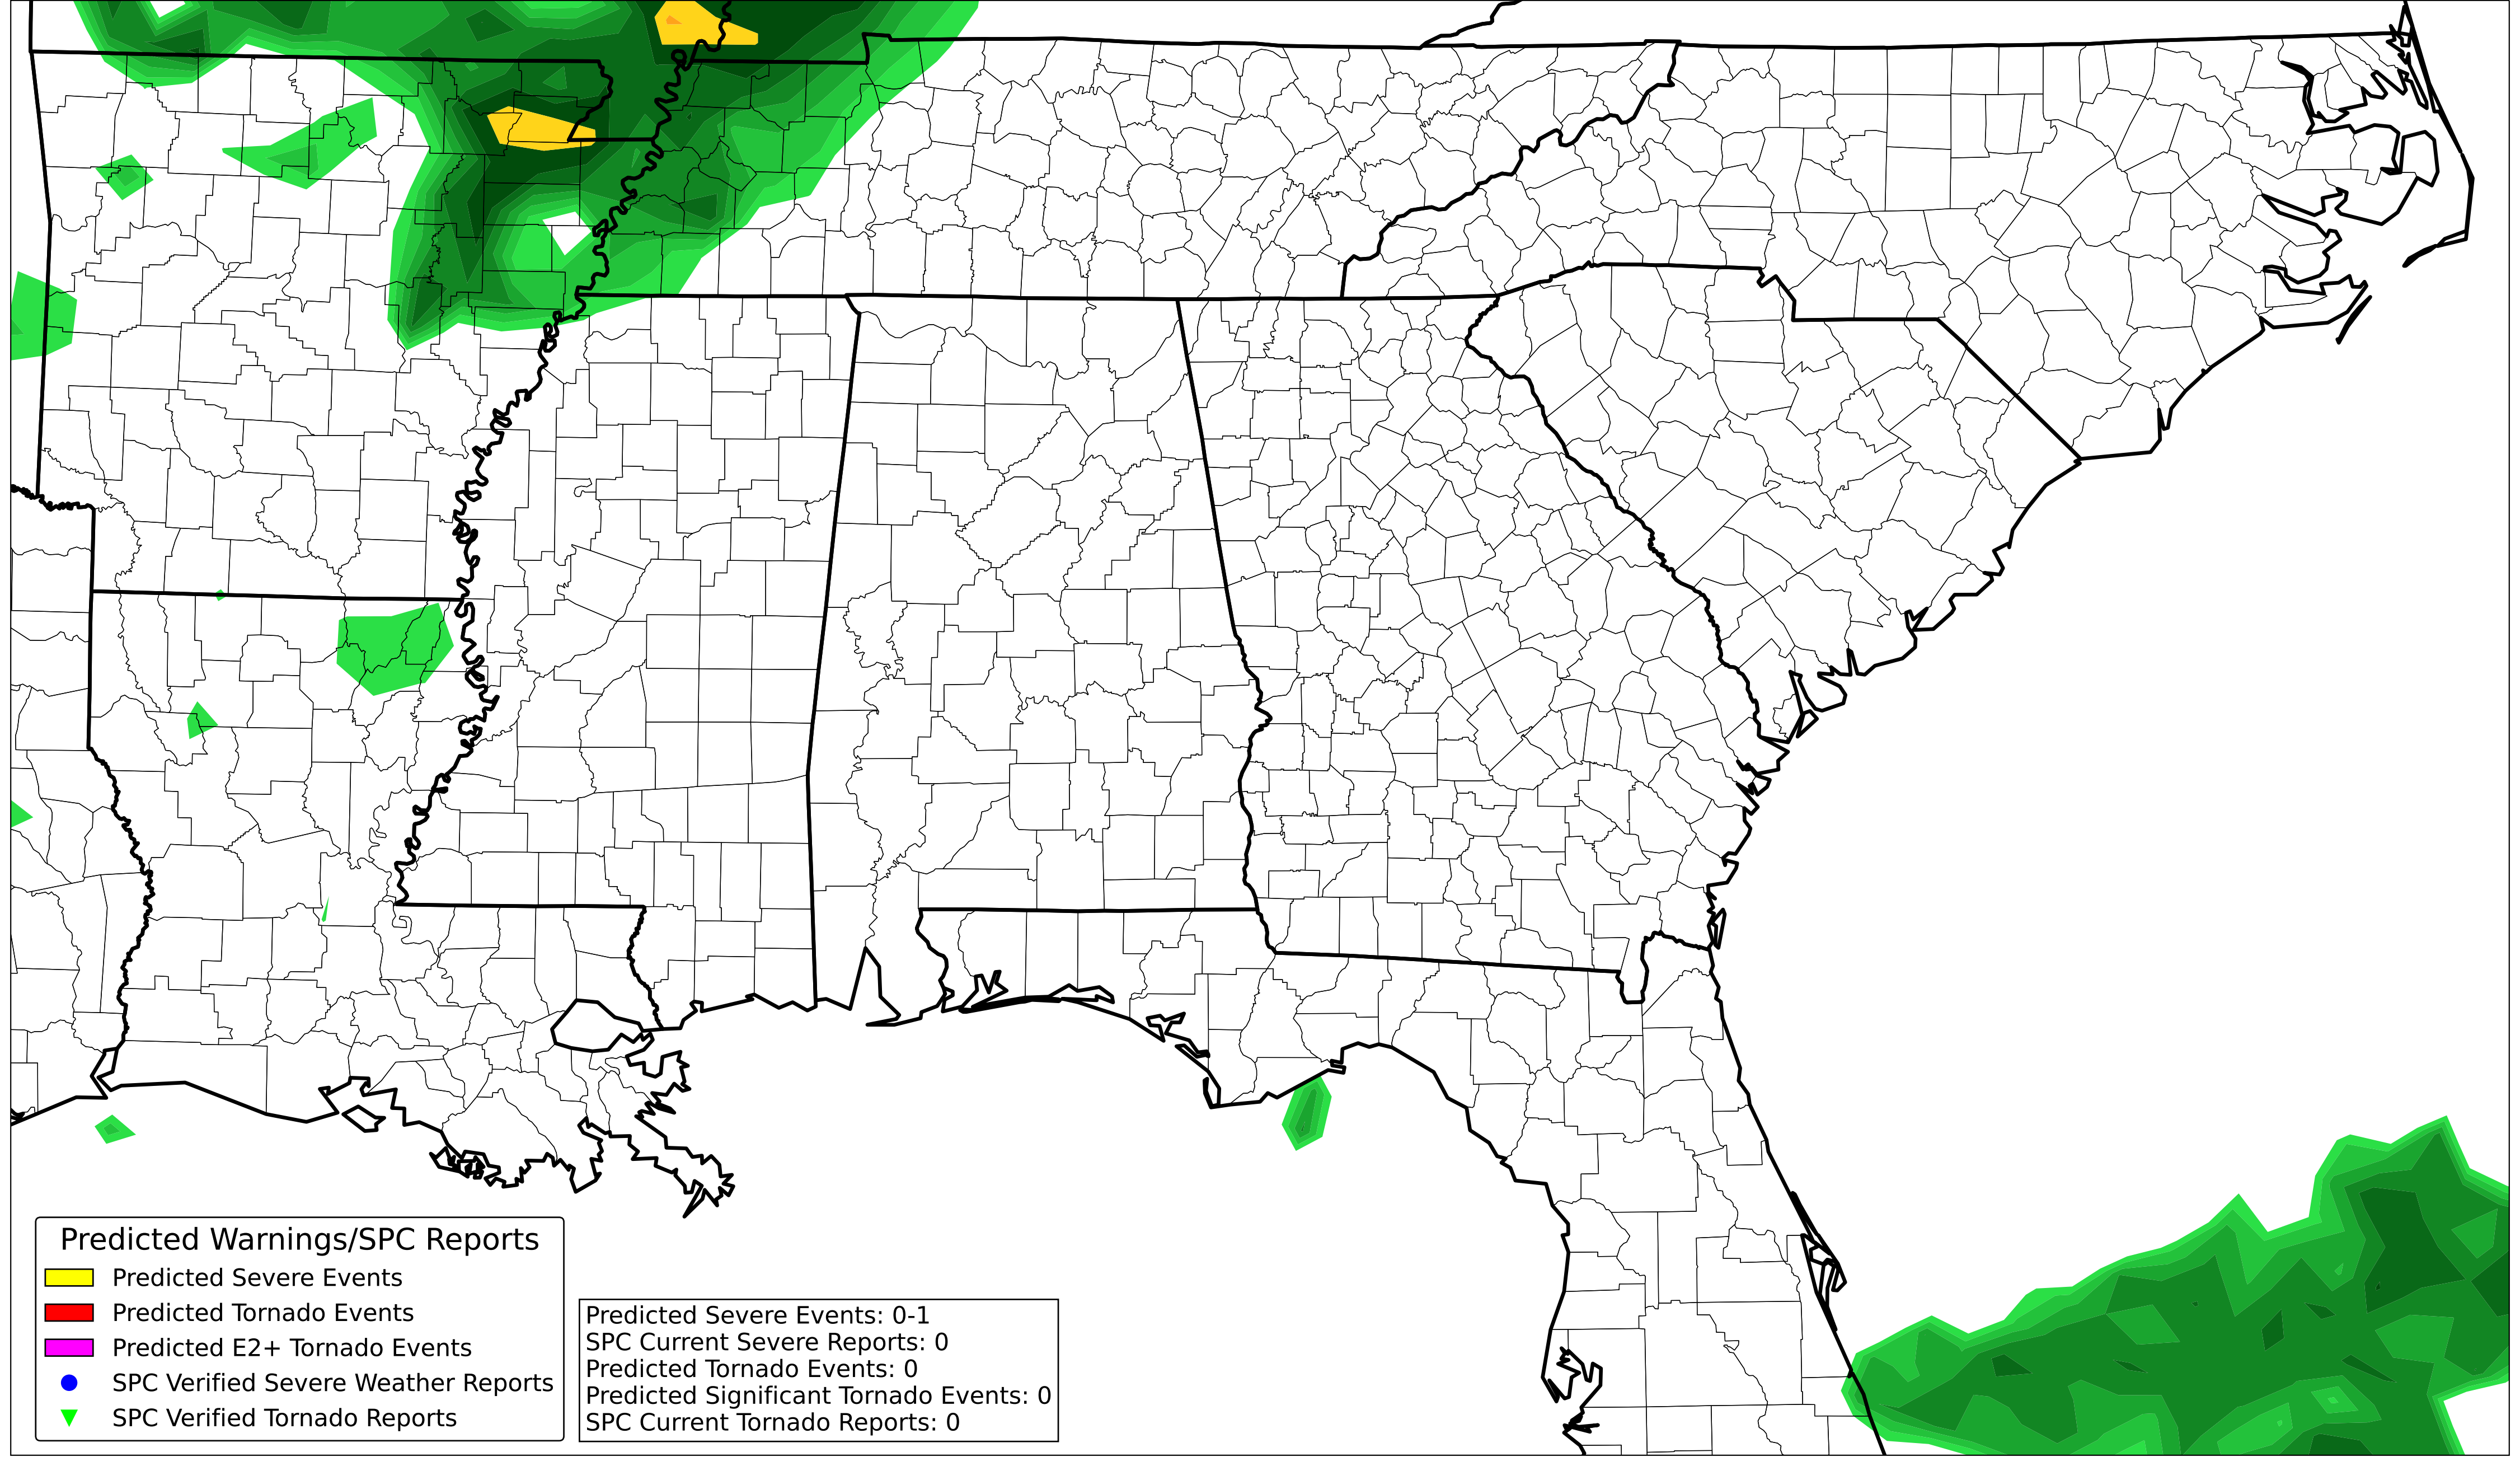 Predicted Warnings/SPC Reports
Predicted Severe Events
Predicted Tornado Events
Predicted E2+ Tornado Events
SPC Verified Severe Weather Reports
SPC Verified Tornado Reports
Predicted Severe Events: 0-1
SPC Current Severe Reports: 0
Predicted Tornado Events: 0
Predicted Significant Tornado Events: 0
SPC Current Tornado Reports: 0